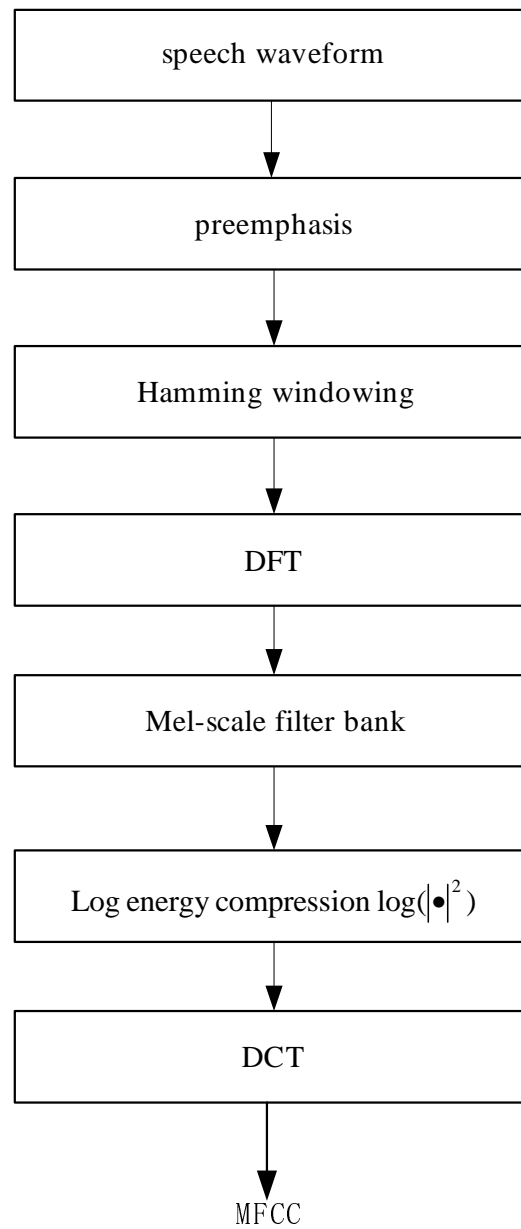 speech waveform
preemphasis
Hamming windowing
DFT
Mel-scale filter bank
Log energy compression log(|•|²)
DCT
MFCC